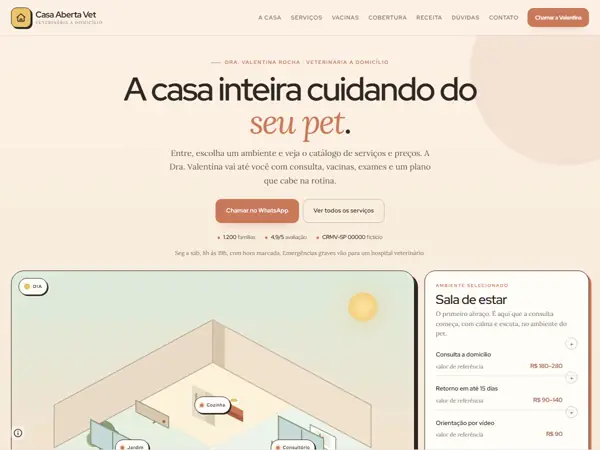 Casa Aberta Vet
VETERINÁRIA A DOMICÍLIO
A CASA SERVIÇOS VACINAS COBERTURA RECEITA DÚVIDAS CONTATO Chamar a Valentina
DRA. VALENTINA ROCHA · VETERINÁRIA A DOMICÍLIO
A casa inteira cuidando do
seu pet.
Entre, escolha um ambiente e veja o catálogo de serviços e preços. A
Dra. Valentina vai até você com consulta, vacinas, exames e um plano
que cabe na rotina.
Chamar no WhatsApp Ver todos os serviços
1.200 famílias 4,9/5 avaliação CRMV-SP 00000 fictício
Seg a sáb, 8h às 19h, com hora marcada. Emergências graves vão para um hospital veterinário.
DIA
Cozinha
Jardim
Consultório
AMBIENTE SELECIONADO
Sala de estar
O primeiro abraço. É aqui que a consulta
começa, com calma e escuta, no ambiente do
pet.
+
Consulta a domicílio
valor de referência R$ 180–280
+
Retorno em até 15 dias
valor de referência R$ 90–140
+
Orientação por vídeo
valor de referência R$ 90